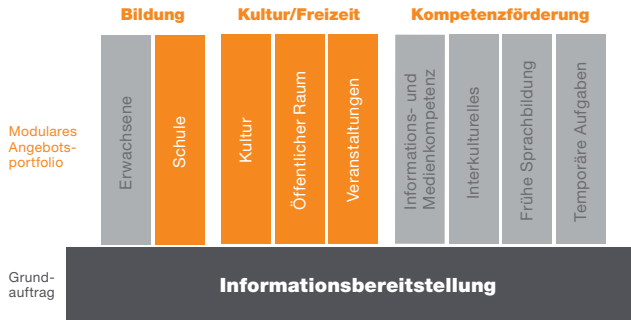 Bildung
Kultur/Freizeit
Kompetenzförderung
Modulares
Angebots-
portfolio
Erwachsene
Schule
Kultur
Öffentlicher Raum
Veranstaltungen
Informations- und
Medienkompetenz
Interkulturelles
Frühe Sprachbildung
Temporäre Aufgaben
Grund-
auftrag
Informationsbereitstellung